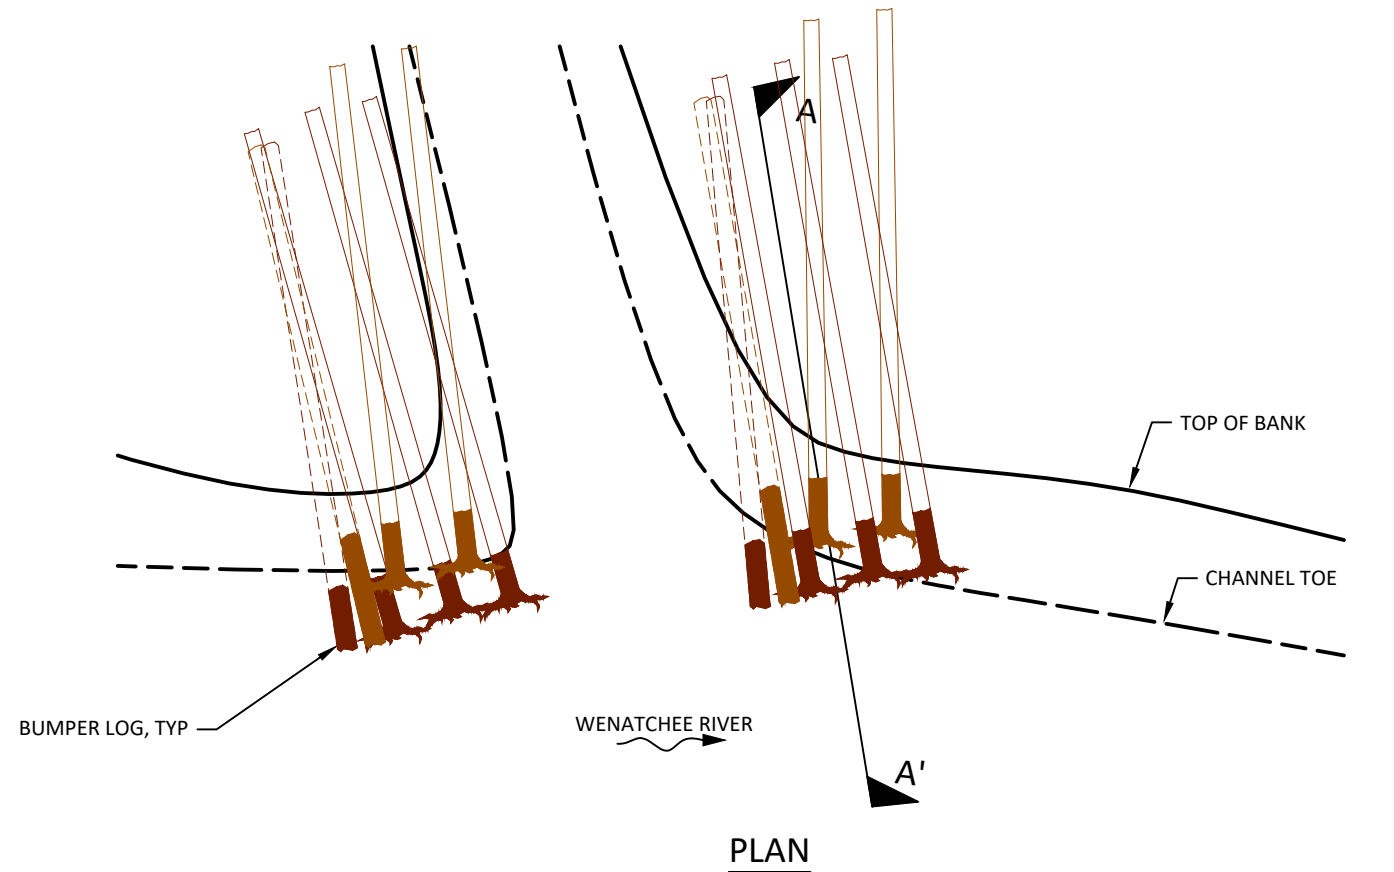 A
TOP OF BANK
CHANNEL TOE
BUMPER LOG, TYP
WENATCHEE RIVER
A'
PLAN